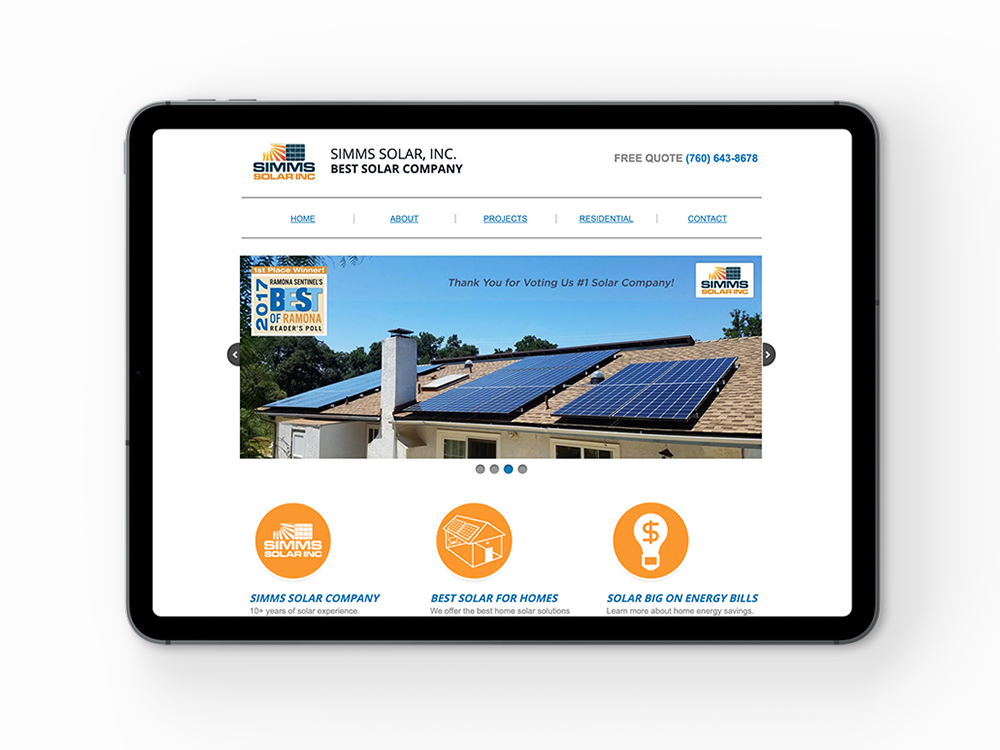 SIMMS
SOLAR INC
SIMMS SOLAR, INC.
BEST SOLAR COMPANY
FREE QUOTE (760) 643-8678
HOME
ABOUT
PROJECTS
RESIDENTIAL
CONTACT
1st Place Winner!
2017
RAMONA SENTINEL'S
BEST
OF RAMONA
READER'S POLL
Thank You for Voting Us #1 Solar Company!
SIMMS
SOLAR INC
SIMMS
SOLAR INC
$
SIMMS SOLAR COMPANY
10+ years of solar experience.
BEST SOLAR FOR HOMES
We offer the best home solar solutions
SOLAR BIG ON ENERGY BILLS
Learn more about home energy savings.